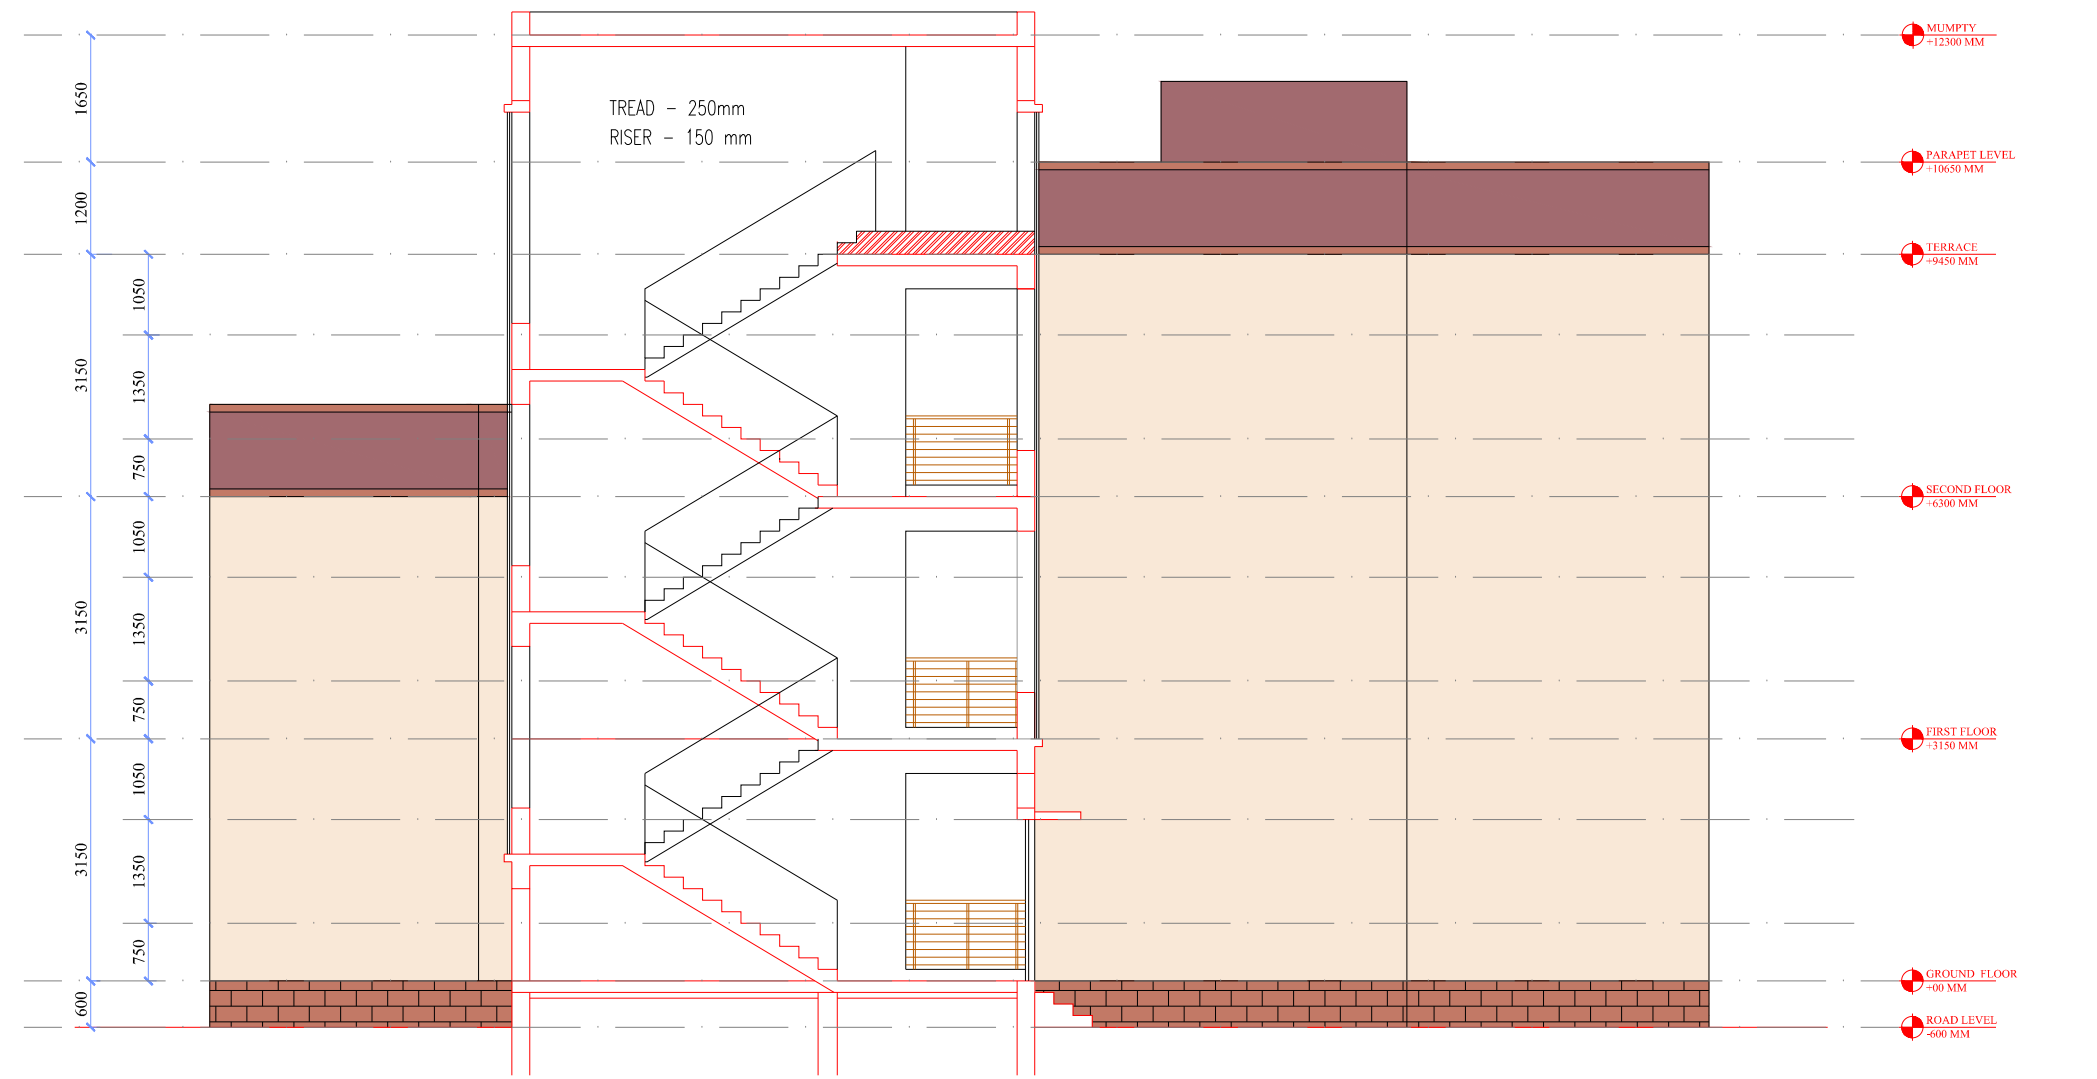 TREAD - 250mm
RISER - 150 mm
1650
1200
3150
3150
3150
600
1050
1350
750
1050
1350
750
1050
1350
750
MUMPTY
+12300 MM
PARAPET LEVEL
+10650 MM
TERRACE
+9450 MM
SECOND FLOOR
+6300 MM
FIRST FLOOR
+3150 MM
GROUND FLOOR
+00 MM
ROAD LEVEL
-600 MM